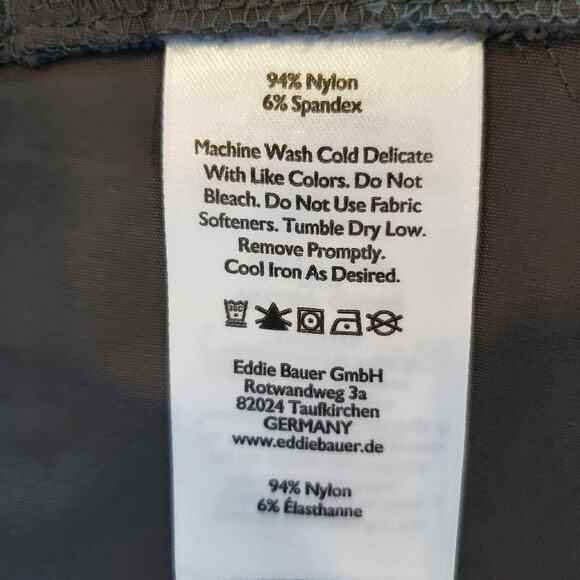 94% Nylon
6% Spandex
Machine Wash Cold Delicate
With Like Colors. Do Not
Bleach. Do Not Use Fabric
Softeners. Tumble Dry Low.
Remove Promptly.
Cool Iron As Desired.
30C
Eddie Bauer GmbH
Rotwandweg 3a
82024 Taufkirchen
GERMANY
www.eddiebauer.de
94% Nylon
6% Élasthanne